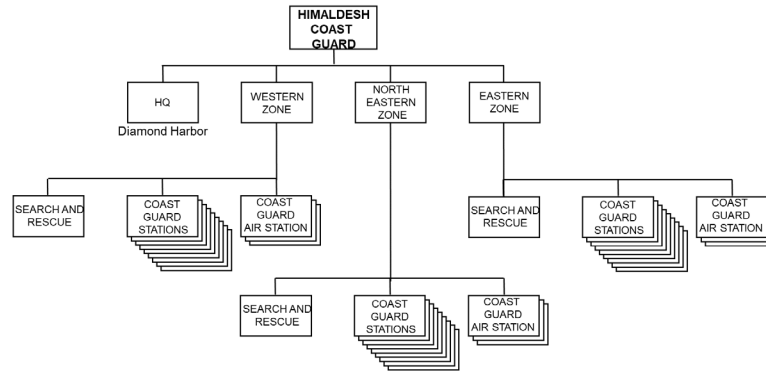 HIMALDESH
COAST
GUARD
HQ
Diamond Harbor
WESTERN
ZONE
NORTH
EASTERN
ZONE
EASTERN
ZONE
SEARCH AND
RESCUE
COAST
GUARD
STATIONS
COAST
GUARD
AIR STATION
SEARCH AND
RESCUE
COAST
GUARD
STATIONS
COAST
GUARD
AIR STATION
SEARCH AND
RESCUE
COAST
GUARD
STATIONS
COAST
GUARD
AIR STATION